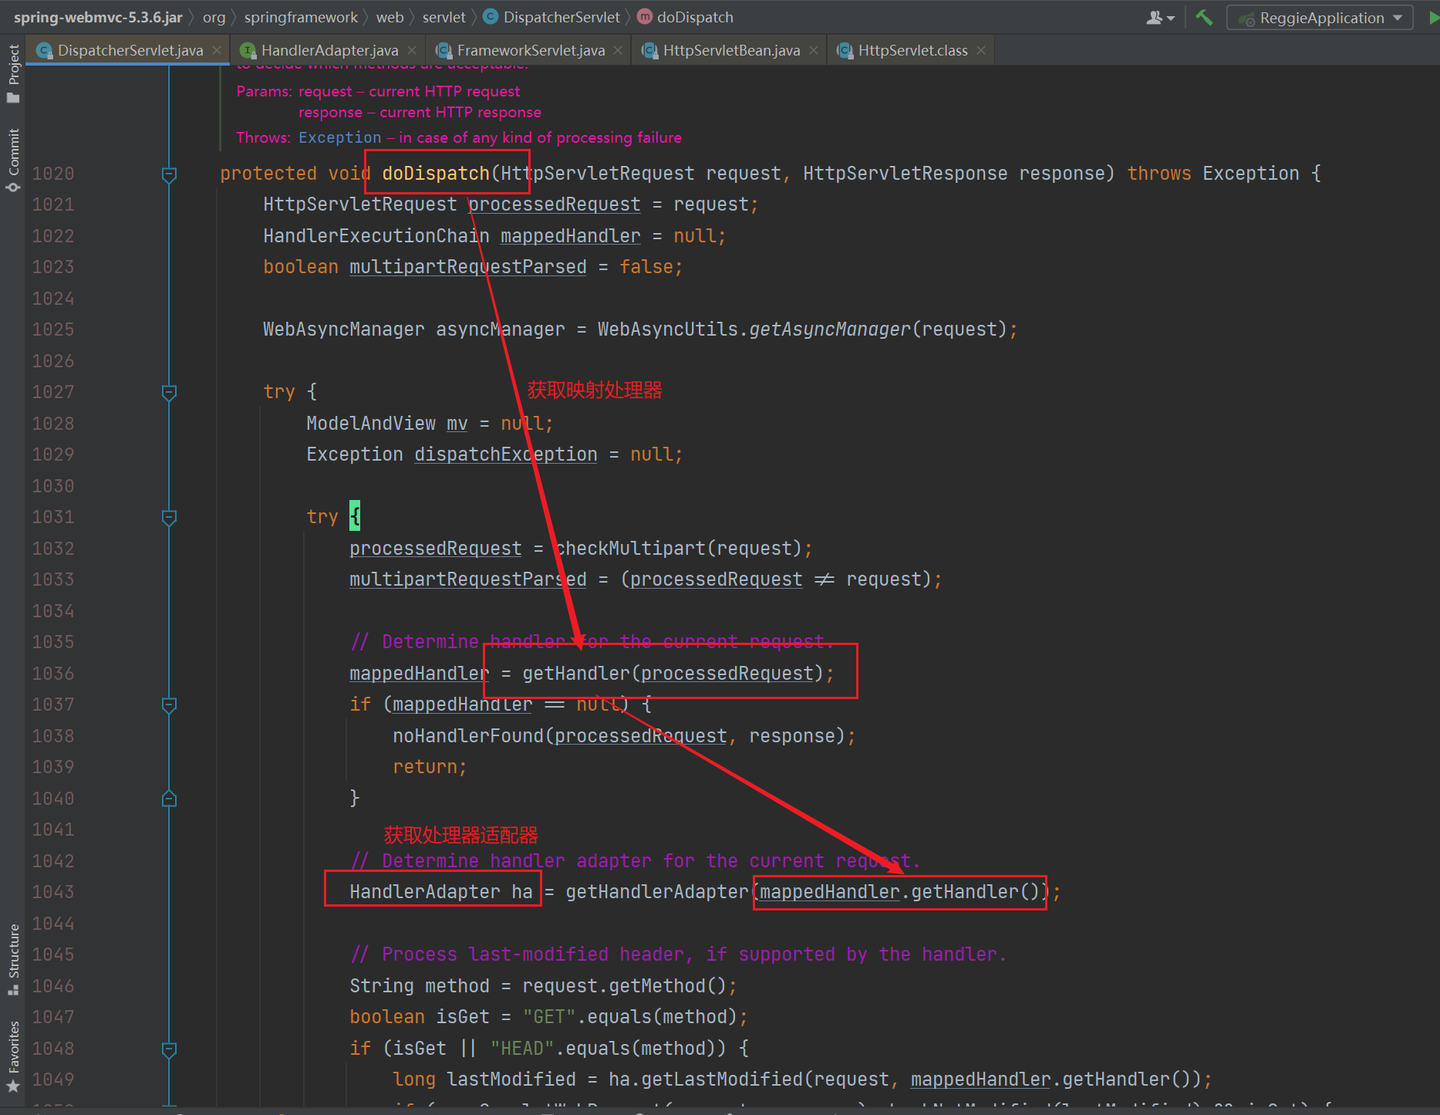 spring-webmvc-5.3.6.jar org springframework web servlet DispatcherServlet doDispatch ReggieApplication
DispatcherServlet.java HandlerAdapter.java FrameworkServlet.java HttpServletBean.java HttpServlet.class
Project
Commit
Structure
Favorites
to decide which methods are acceptable.
Params: request – current HTTP request
response – current HTTP response
Throws: Exception – in case of any kind of processing failure
1020 protected void doDispatch(HttpServletRequest request, HttpServletResponse response) throws Exception {
1021 HttpServletRequest processedRequest = request;
1022 HandlerExecutionChain mappedHandler = null;
1023 boolean multipartRequestParsed = false;
1024
1025 WebAsyncManager asyncManager = WebAsyncUtils.getAsyncManager(request);
1026
1027 try {
获取映射处理器
1028 ModelAndView mv = null;
1029 Exception dispatchException = null;
1030
1031 try {
1032 processedRequest = checkMultipart(request);
1033 multipartRequestParsed = (processedRequest != request);
1034
1035 // Determine handler for the current request.
1036 mappedHandler = getHandler(processedRequest);
1037 if (mappedHandler == null) {
1038 noHandlerFound(processedRequest, response);
1039 return;
1040 }
1041
获取处理器适配器
1042 // Determine handler adapter for the current request.
1043 HandlerAdapter ha = getHandlerAdapter(mappedHandler.getHandler());
1044
1045 // Process last-modified header, if supported by the handler.
1046 String method = request.getMethod();
1047 boolean isGet = "GET".equals(method);
1048 if (isGet || "HEAD".equals(method)) {
1049 long lastModified = ha.getLastModified(request, mappedHandler.getHandler());